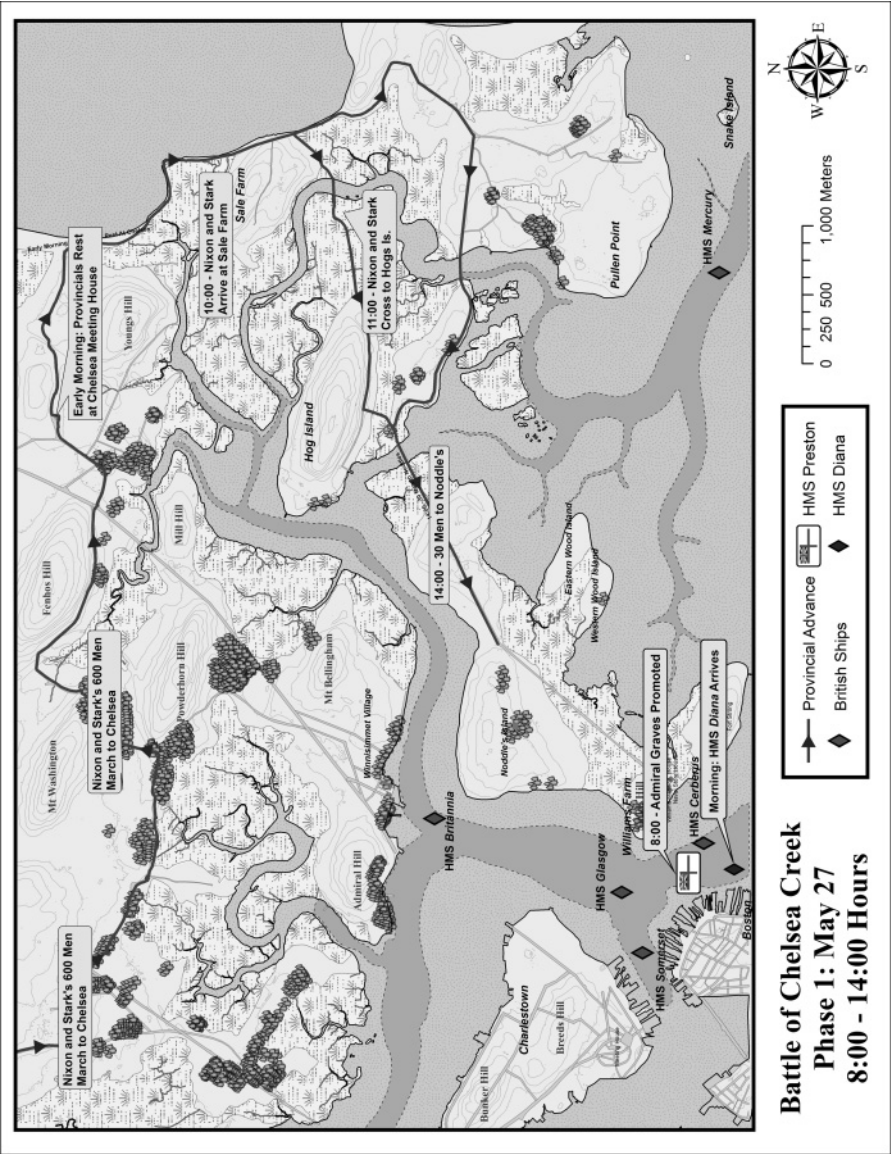 Nixon and Stark's 600 Men
March to Chelsea
Nixon and Stark's 600 Men
March to Chelsea
Early Morning: Provincials Rest
at Chelsea Meeting House
Early Morning
10:00 - Nixon and Stark
Arrive at Sale Farm
11:00 - Nixon and Stark
Cross to Hogs Is.
14:00 - 30 Men to Noddle's
8:00 - Admiral Graves Promoted
Morning: HMS Diana Arrives
Mt Washington
Fenhos Hill
Youngs Hill
Sale Farm
Powderhorn Hill
Mill Hill
Hog Island
Mt Bellingham
Winnisimmet Village
Admiral Hill
HMS Britannia
Noddle's Island
Eastern Wood Island
Western Wood Island
Pullen Point
Snake Island
HMS Mercury
Williams Farm
Hill
HMS Glasgow
HMS Cerberus
HMS Somerset
Boston
Charlestown
Breeds Hill
Bunker Hill
Battle of Chelsea Creek
Phase 1: May 27
8:00 - 14:00 Hours
Provincial Advance
HMS Preston
British Ships
HMS Diana
0 250 500 1,000 Meters
N
E
S
W